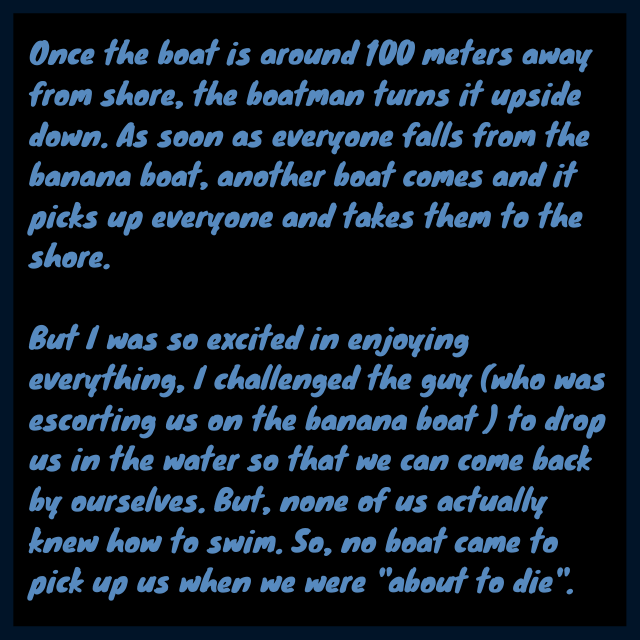 Once the boat is around 100 meters away
from shore, the boatman turns it upside
down. As soon as everyone falls from the
banana boat, another boat comes and it
picks up everyone and takes them to the
shore.
But I was so excited in enjoying
everything, I challenged the guy (who was
escorting us on the banana boat ) to drop
us in the water so that we can come back
by ourselves. But, none of us actually
knew how to swim. So, no boat came to
pick up us when we were "about to die".